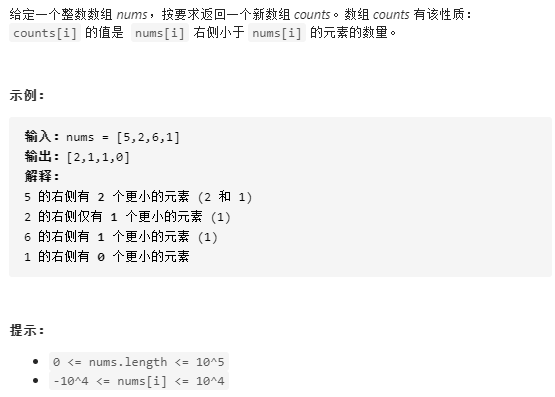 给定一个整数数组 nums，按要求返回一个新数组 counts。数组 counts 有该性质：
counts[i] 的值是 nums[i] 右侧小于 nums[i] 的元素的数量。
示例：
输入：nums = [5,2,6,1]
输出：[2,1,1,0]
解释：
5 的右侧有 2 个更小的元素 (2 和 1)
2 的右侧仅有 1 个更小的元素 (1)
6 的右侧有 1 个更小的元素 (1)
1 的右侧有 0 个更小的元素
提示：
• 0 <= nums.length <= 10^5
• -10^4 <= nums[i] <= 10^4